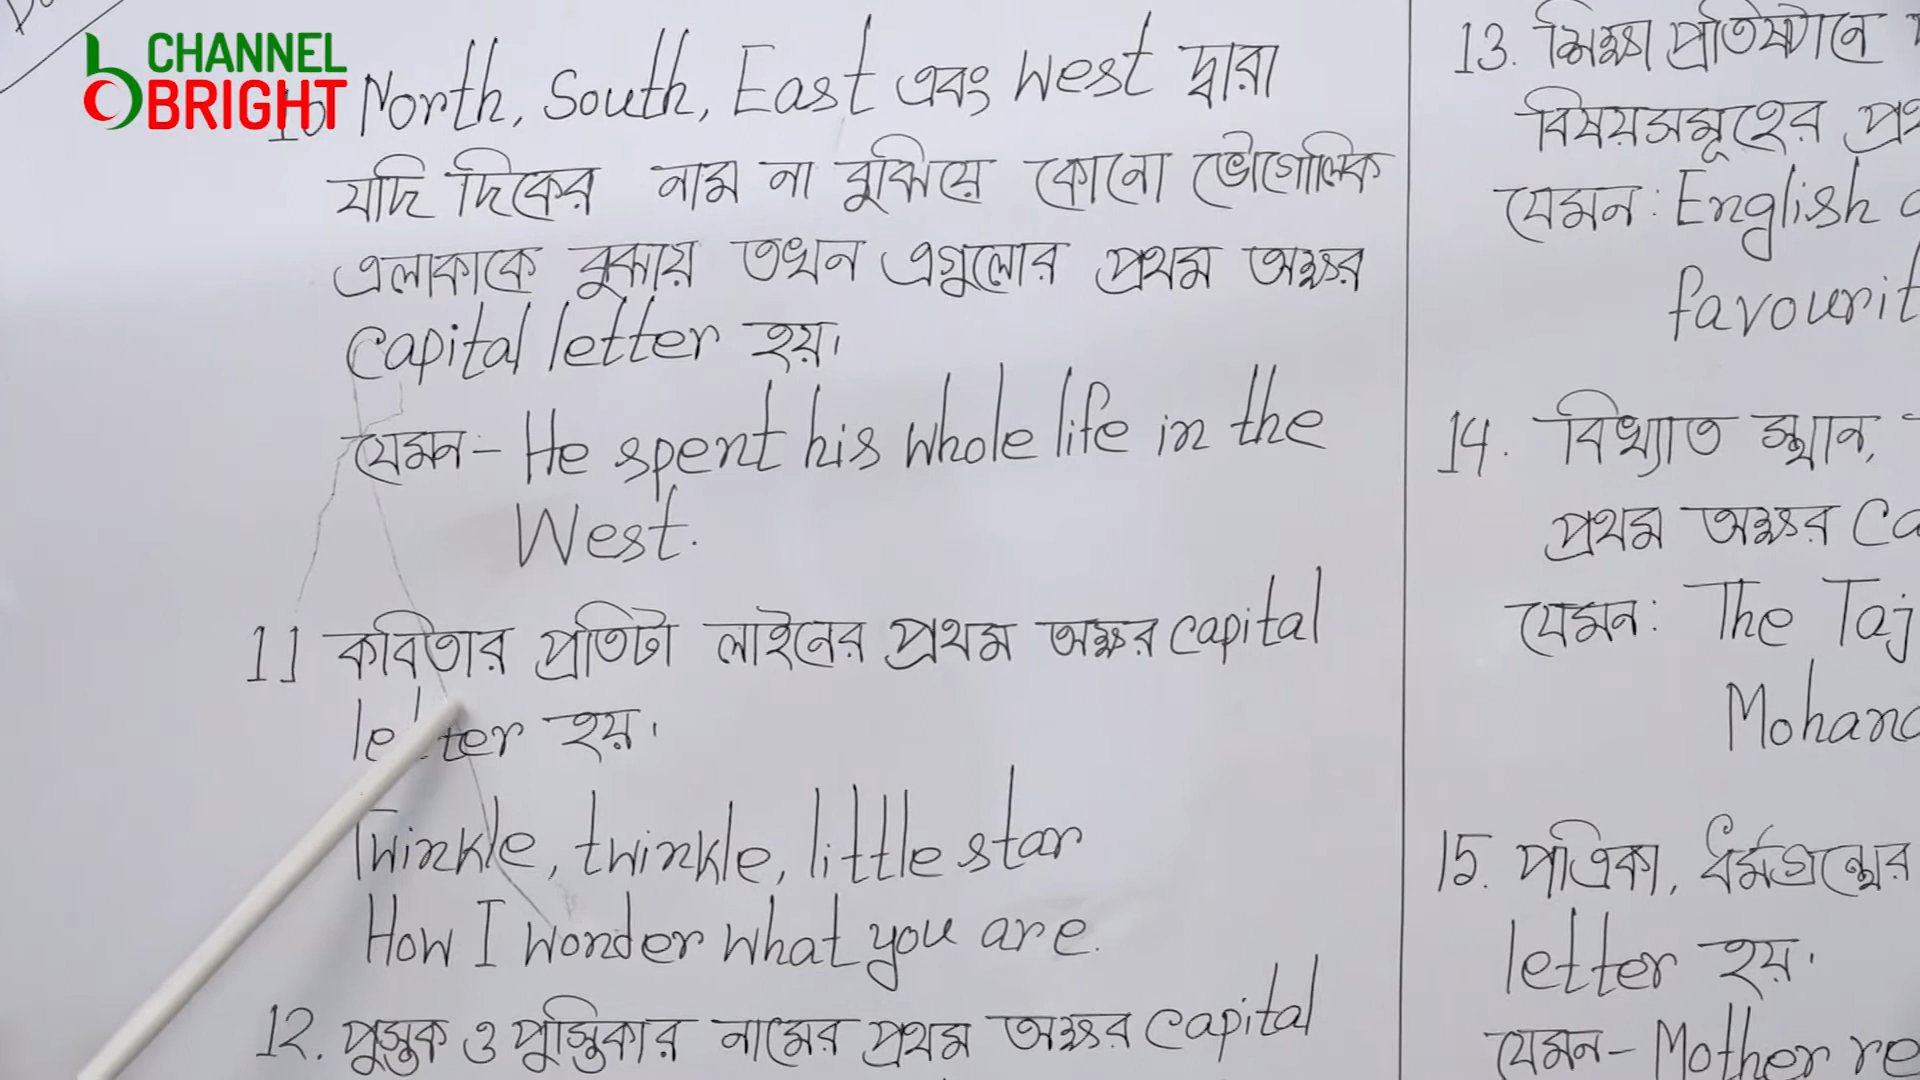 CHANNEL
BRIGHT
10 North, South, East এবং West দ্বারা
যদি দিকের নাম না বুঝিয়ে কোনো ভৌগোলিক
এলাকাকে বুঝায় তখন এগুলোর প্রথম অক্ষর
capital letter হয়।
যেমন- He spent his whole life in the
West.
11 কবিতার প্রতিটা লাইনের প্রথম অক্ষর capital
letter হয়।
Twinkle, twinkle, little star
How I wonder what you are.
12. পুস্তক ও পুস্তিকার নামের প্রথম অক্ষর capital
13. শিক্ষা প্রতিষ্ঠানে
বিষয়সমূহের
যেমন: English
14. বিখ্যাত স্থান,
প্রথম অক্ষর
যেমন: The Taj
15. পত্রিকা, ধর্মগ্রন্থের
letter হয়।
যেমন- Mother